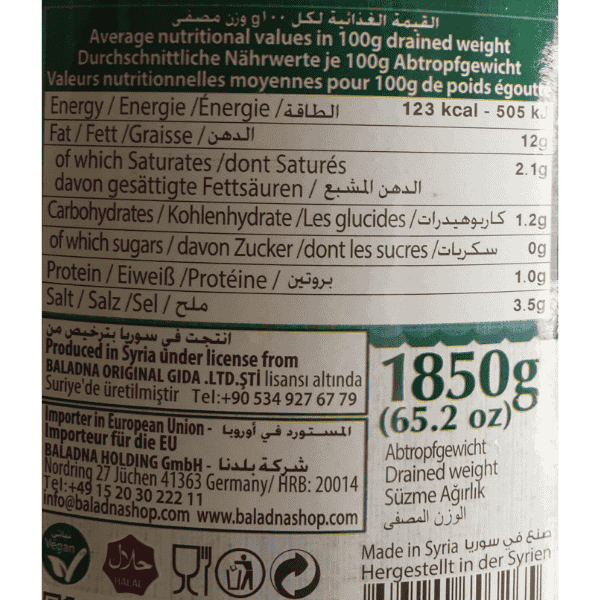 القيمة الغذائية لكل ١٠٠g وزن مصفى
Average nutritional values in 100g drained weight
Durchschnittliche Nährwerte je 100g Abtropfgewicht
Valeurs nutritionnelles moyennes pour 100g de poids égoutté
Energy / Energie /Énergie / الطاقة 123 kcal - 505 kJ
Fat / Fett /Graisse / الدهن 12g
of which Saturates /dont Saturés 2.1g
davon gesättigte Fettsäuren / الدهن المشبع
Carbohydrates / Kohlenhydrate /Les glucides / كاربوهيدرات 1.2g
of which sugars / davon Zucker /dont les sucres / سكريات 0g
Protein / Eiweiß /Protéine / بروتين 1.0g
Salt / Salz /Sel / ملح 3.5g
انتجت في سوريا بترخيص من
Produced in Syria under license from
BALADNA ORIGINAL GIDA .LTD.ŞTİ lisansı altında
Suriye'de üretilmiştir Tel:+90 534 927 67 79
Importer in European Union - المستورد في أوروبا
Importeur für die EU
BALADNA HOLDING GmbH - شركة بلدنا
Nordring 27 Jüchen 41363 Germany/ HRB: 20014
Tel:+49 15 20 30 222 11
info@baladnashop.com www.baladnashop.com
1850g
(65.2 oz)
Abtropfgewicht
Drained weight
Süzme Ağırlık
الوزن المصفى
Made in Syria صنع في سوريا
Hergestellt in der Syrien
نباتي
Vegan
حلال
HALAL